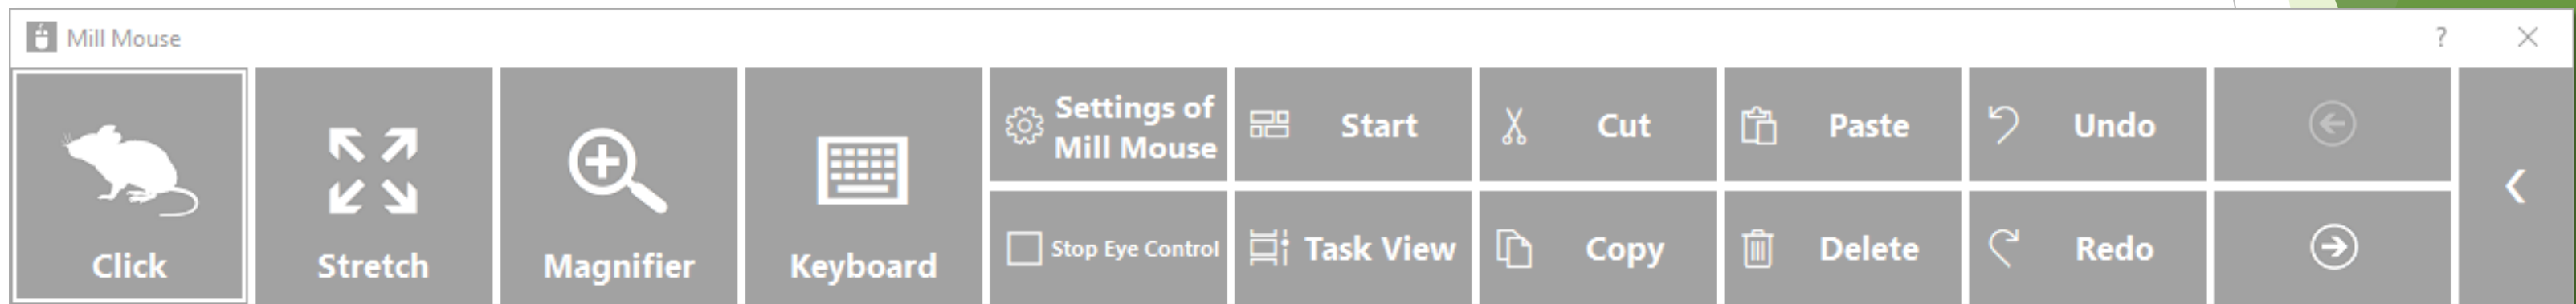 Mill Mouse
?
Click
Stretch
Magnifier
Keyboard
Settings of
Mill Mouse
Start
Cut
Paste
Undo
Stop Eye Control
Task View
Copy
Delete
Redo